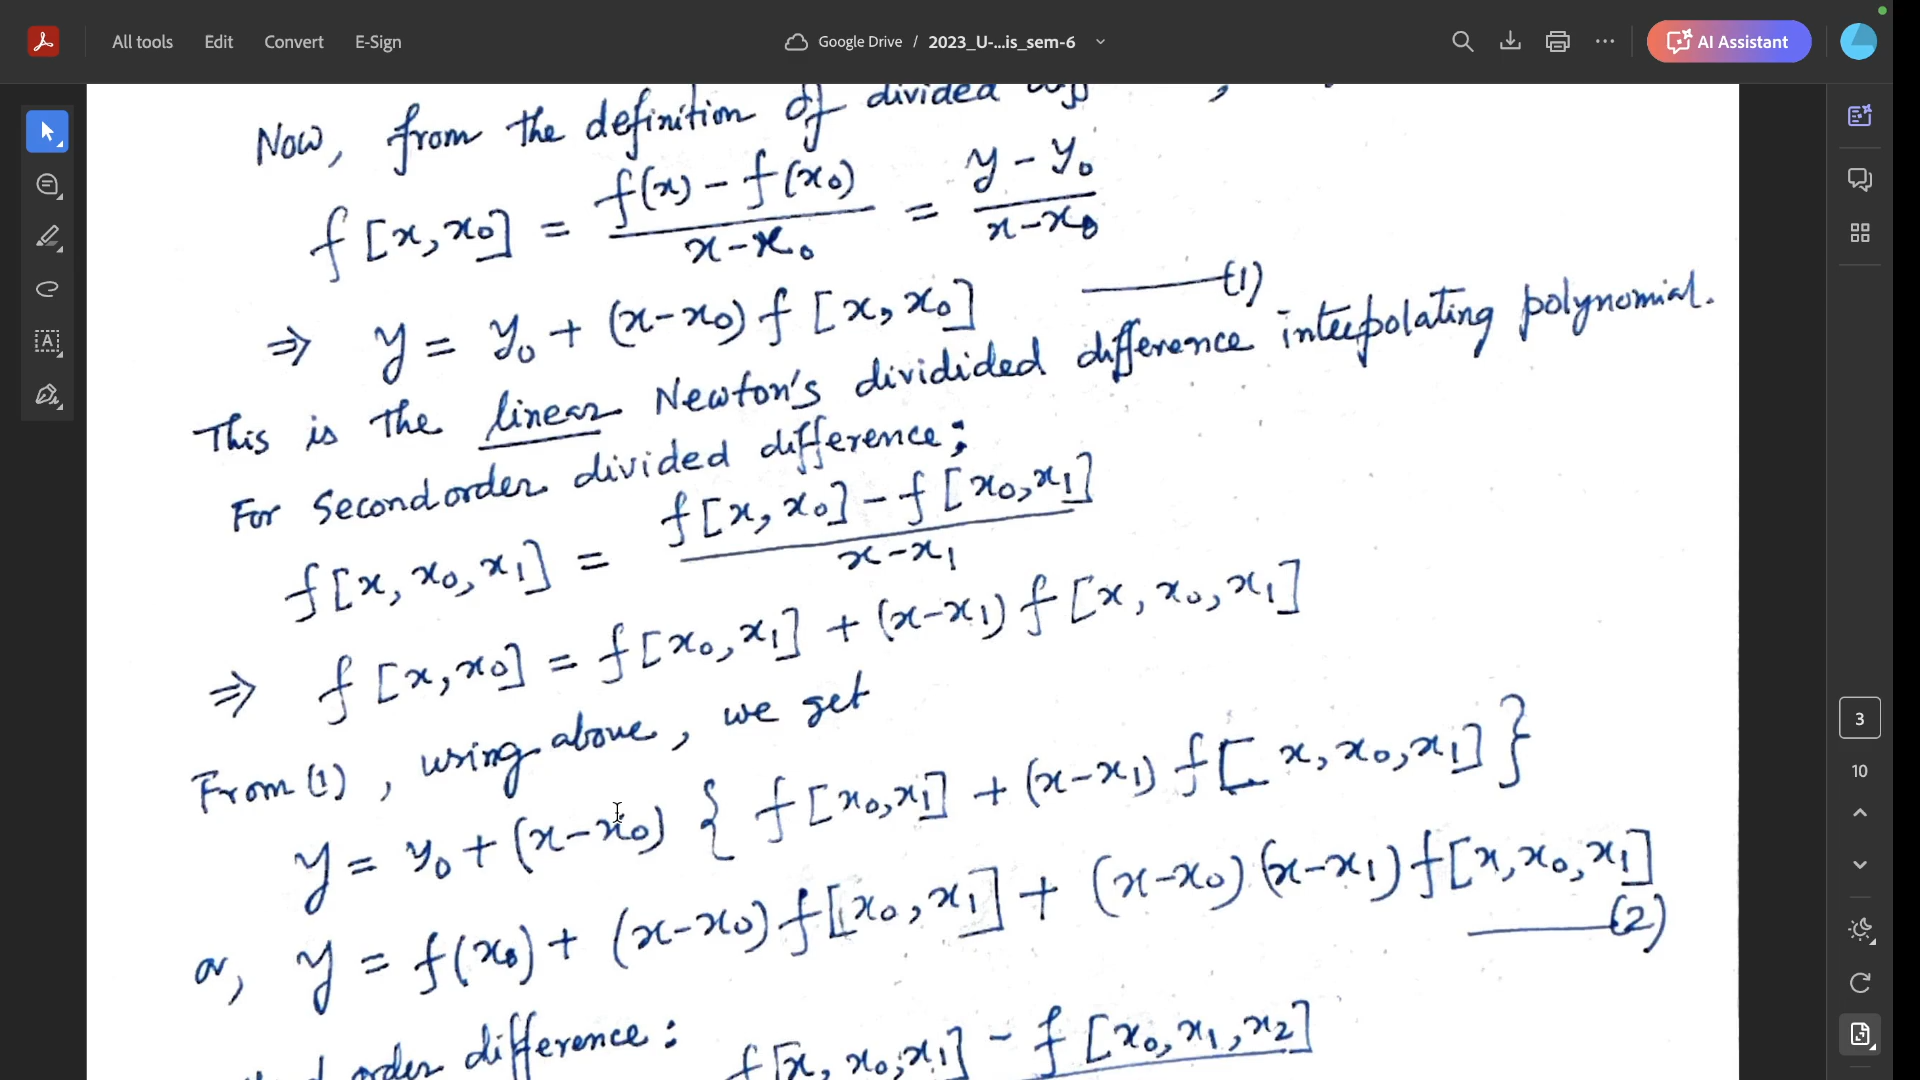 All tools Edit Convert E-Sign Google Drive / 2023_U-...is_sem-6 AI Assistant
Now, from the definition of divided
f[x, x₀] = f(x) - f(x₀) / x - x₀ = y - y₀ / x - x₀
⇒ y = y₀ + (x-x₀) f[x, x₀] —(1)
This is the linear Newton's dividided difference interpolating polynomial.
For Second order divided difference:
f[x, x₀, x₁] = f[x, x₀] - f[x₀, x₁] / x - x₁
⇒ f[x, x₀] = f[x₀, x₁] + (x-x₁) f[x, x₀, x₁]
From (1), using above, we get
y = y₀ + (x-x₀) { f[x₀, x₁] + (x-x₁) f[x, x₀, x₁] }
or, y = f(x₀) + (x-x₀) f[x₀, x₁] + (x-x₀)(x-x₁) f[x, x₀, x₁] —(2)
order difference:
f[x, x₀, x₁] - f[x₀, x₁, x₂]
3
10